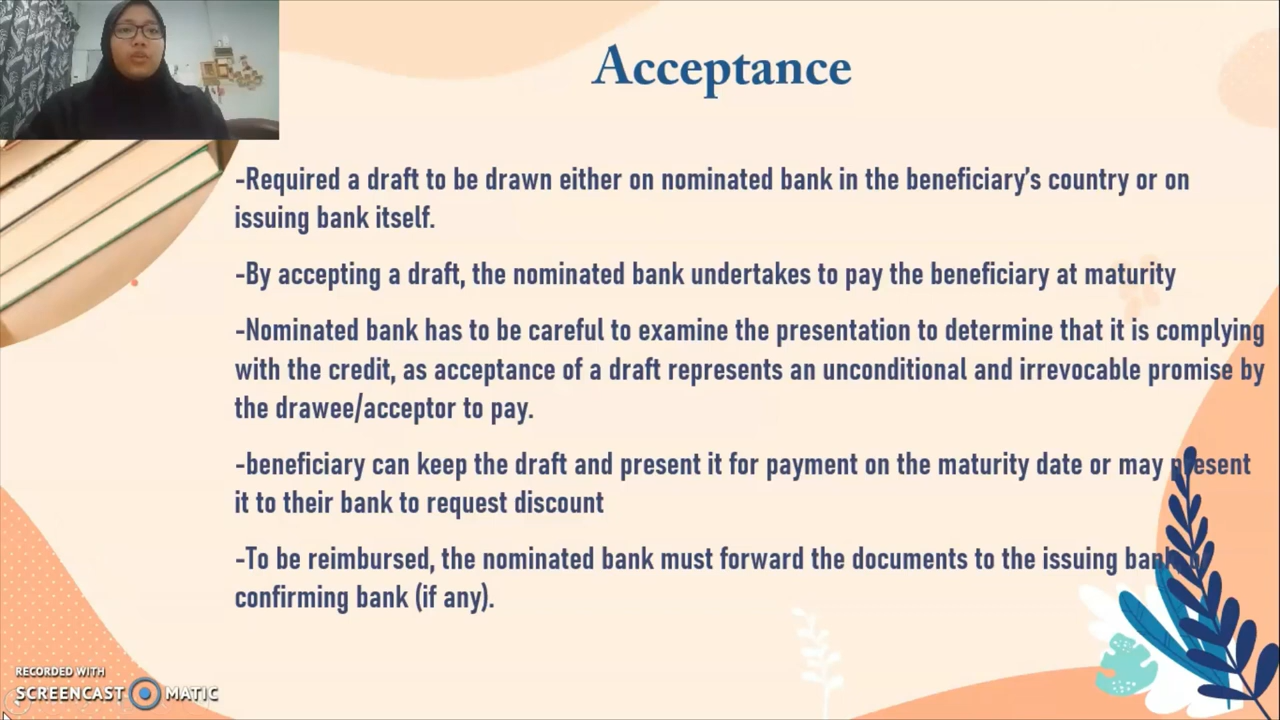 Acceptance
-Required a draft to be drawn either on nominated bank in the beneficiary's country or on
issuing bank itself.
-By accepting a draft, the nominated bank undertakes to pay the beneficiary at maturity
-Nominated bank has to be careful to examine the presentation to determine that it is complying
with the credit, as acceptance of a draft represents an unconditional and irrevocable promise by
the drawee/acceptor to pay.
-beneficiary can keep the draft and present it for payment on the maturity date or may present
it to their bank to request discount
-To be reimbursed, the nominated bank must forward the documents to the issuing bank
confirming bank (if any).
RECORDED WITH
SCREENCAST MATIC